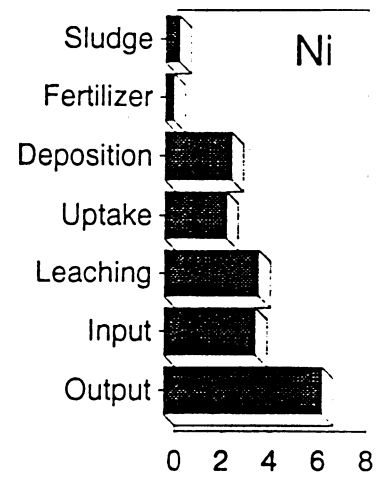 Ni
Sludge
Fertilizer
Deposition
Uptake
Leaching
Input
Output
0 2 4 6 8